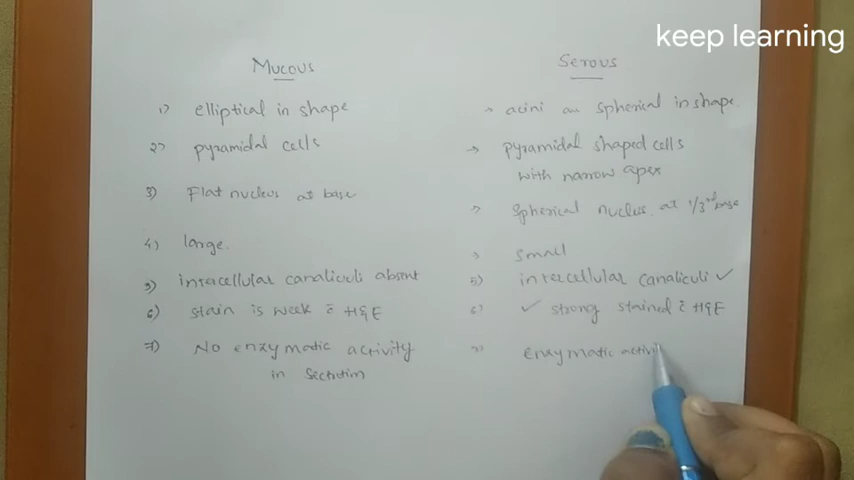 keep learning
Mucous
1) elliptical in shape
2) pyramidal cells
3) Flat nucleus at base
4) large.
5) intercellular canaliculi absent
6) stain is week c̄ H&E
7) No enzymatic activity
in Secretion
Serous
→ acini are spherical in shape.
→ pyramidal shaped cells
with narrow apex
→ Spherical nucleus at 1/3rd base
small
5) intercellular canaliculi ✓
6) ✓ strong stained c̄ H&E
7) enzymatic activi